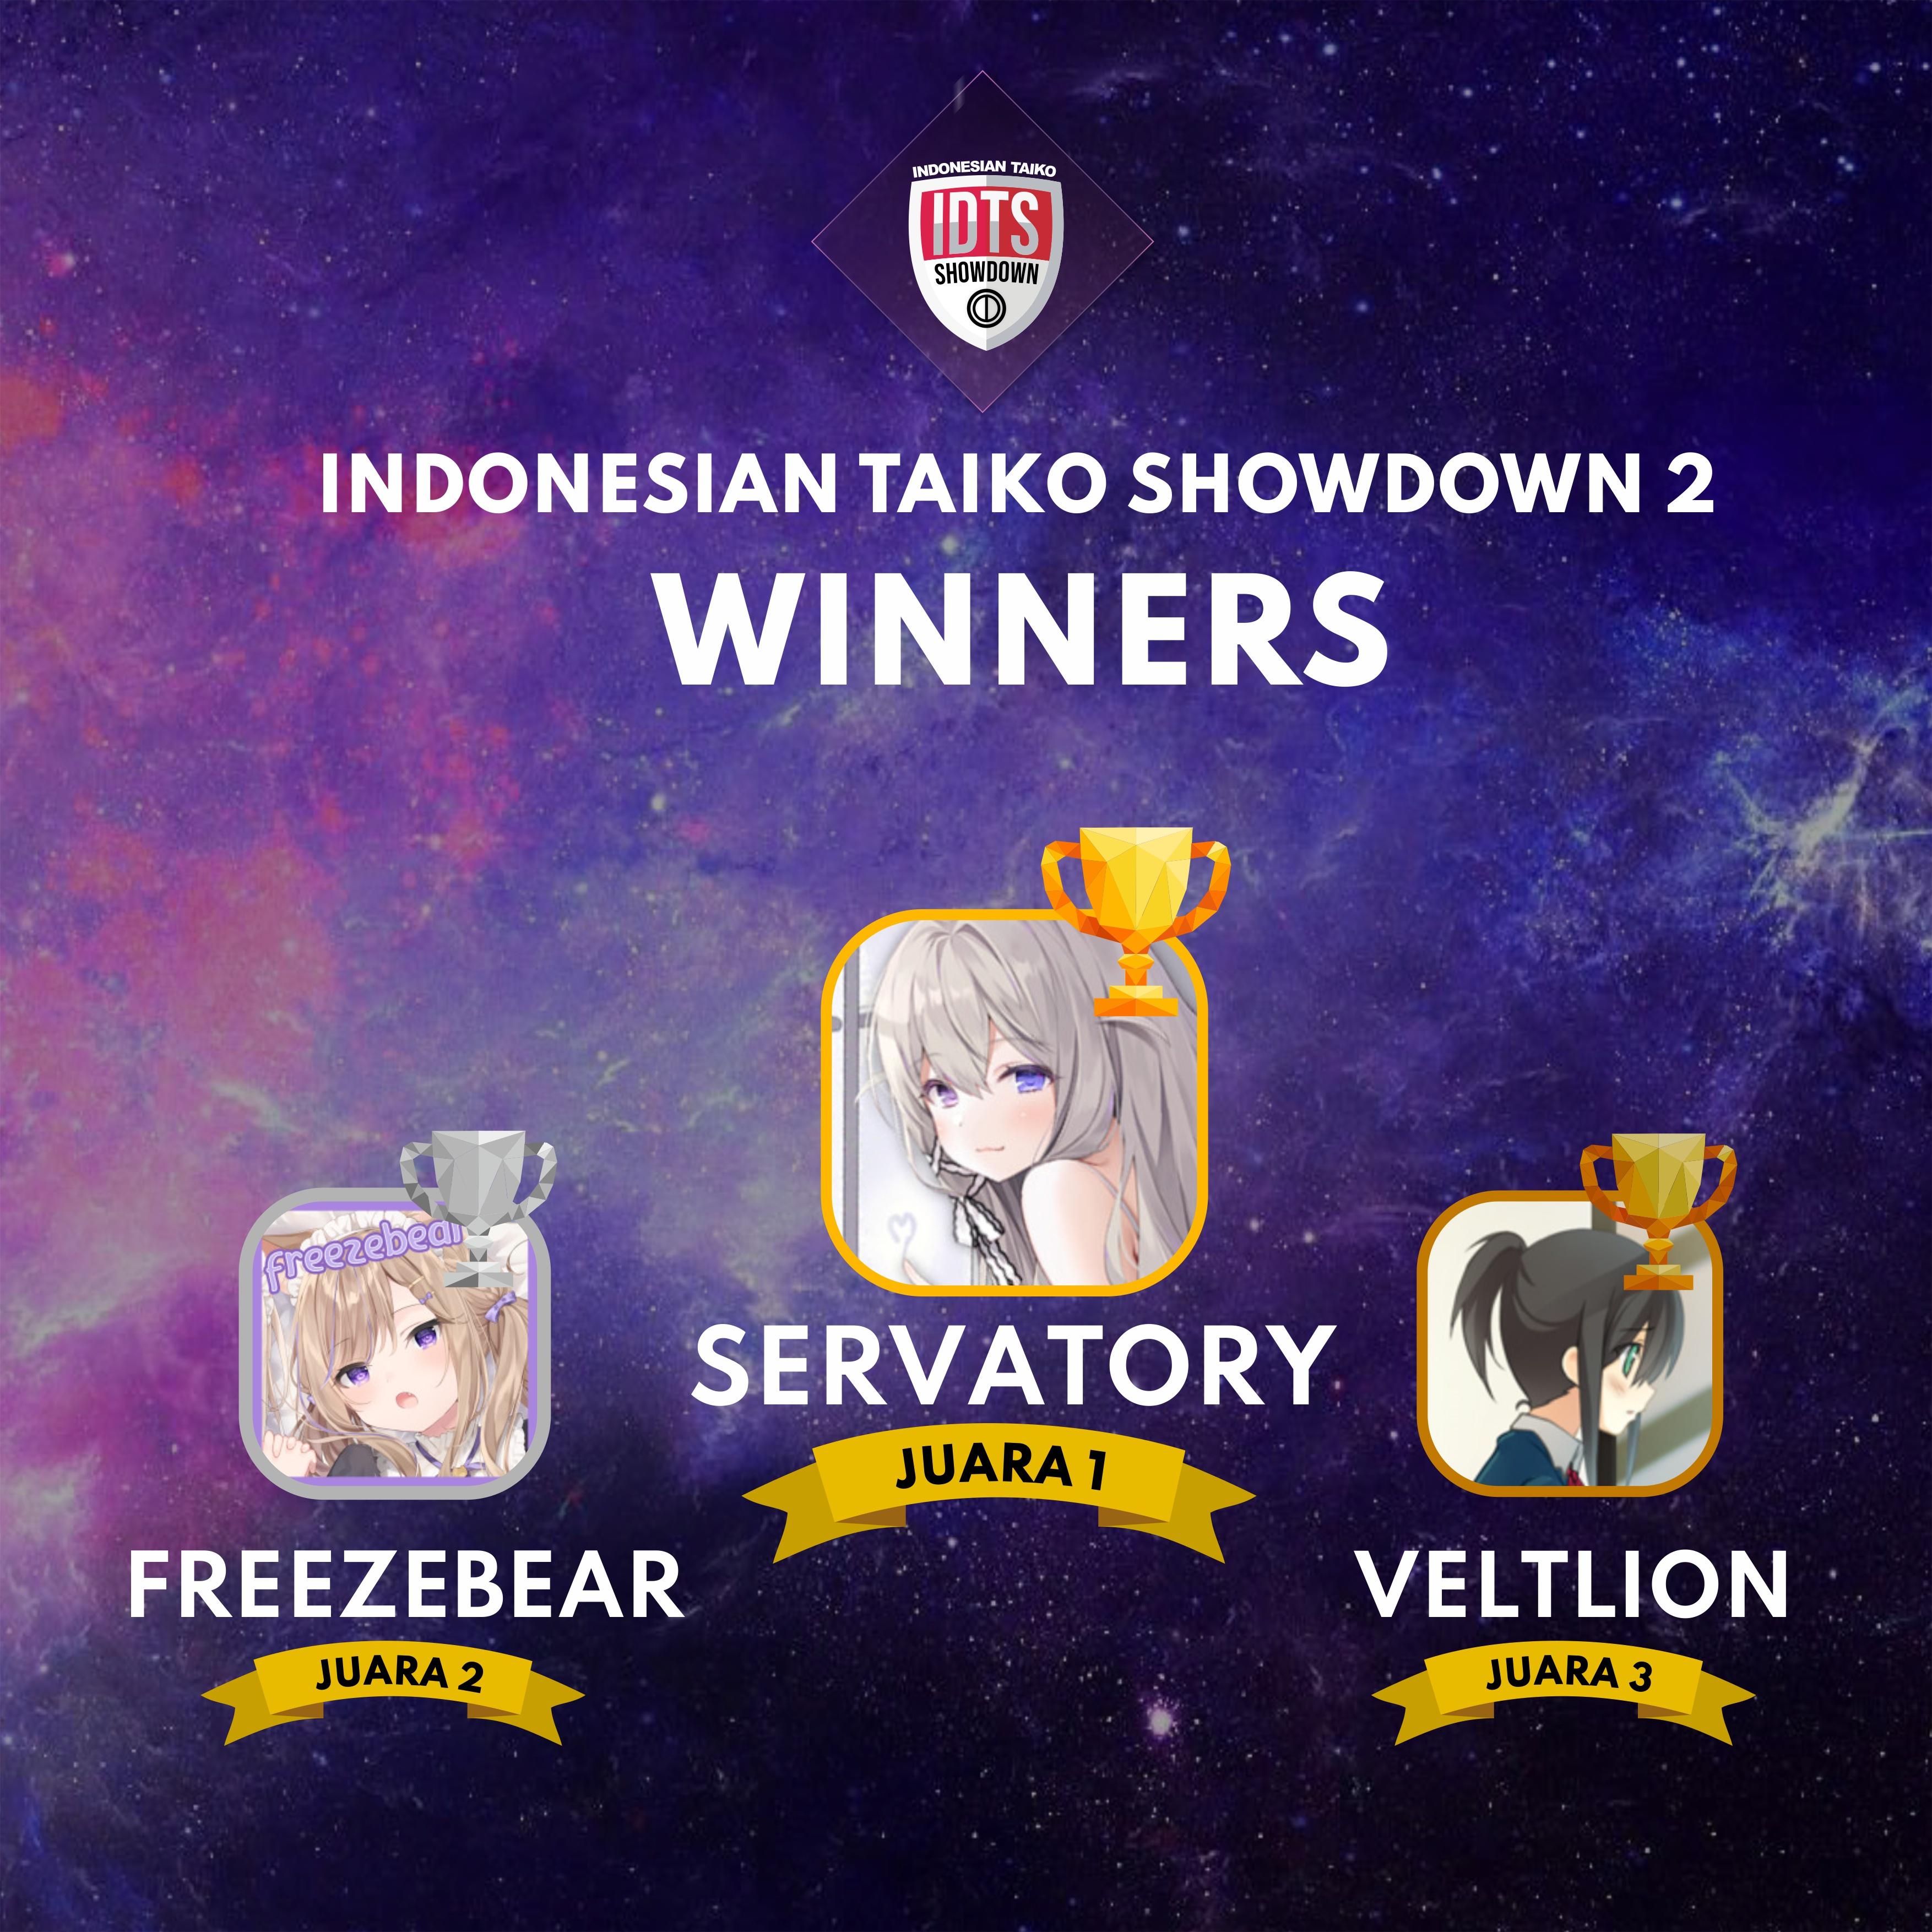 INDONESIAN TAIKO
IDTS
SHOWDOWN
INDONESIAN TAIKO SHOWDOWN 2
WINNERS
freezebear
SERVATORY
JUARA 1
FREEZEBEAR
JUARA 2
VELTLION
JUARA 3